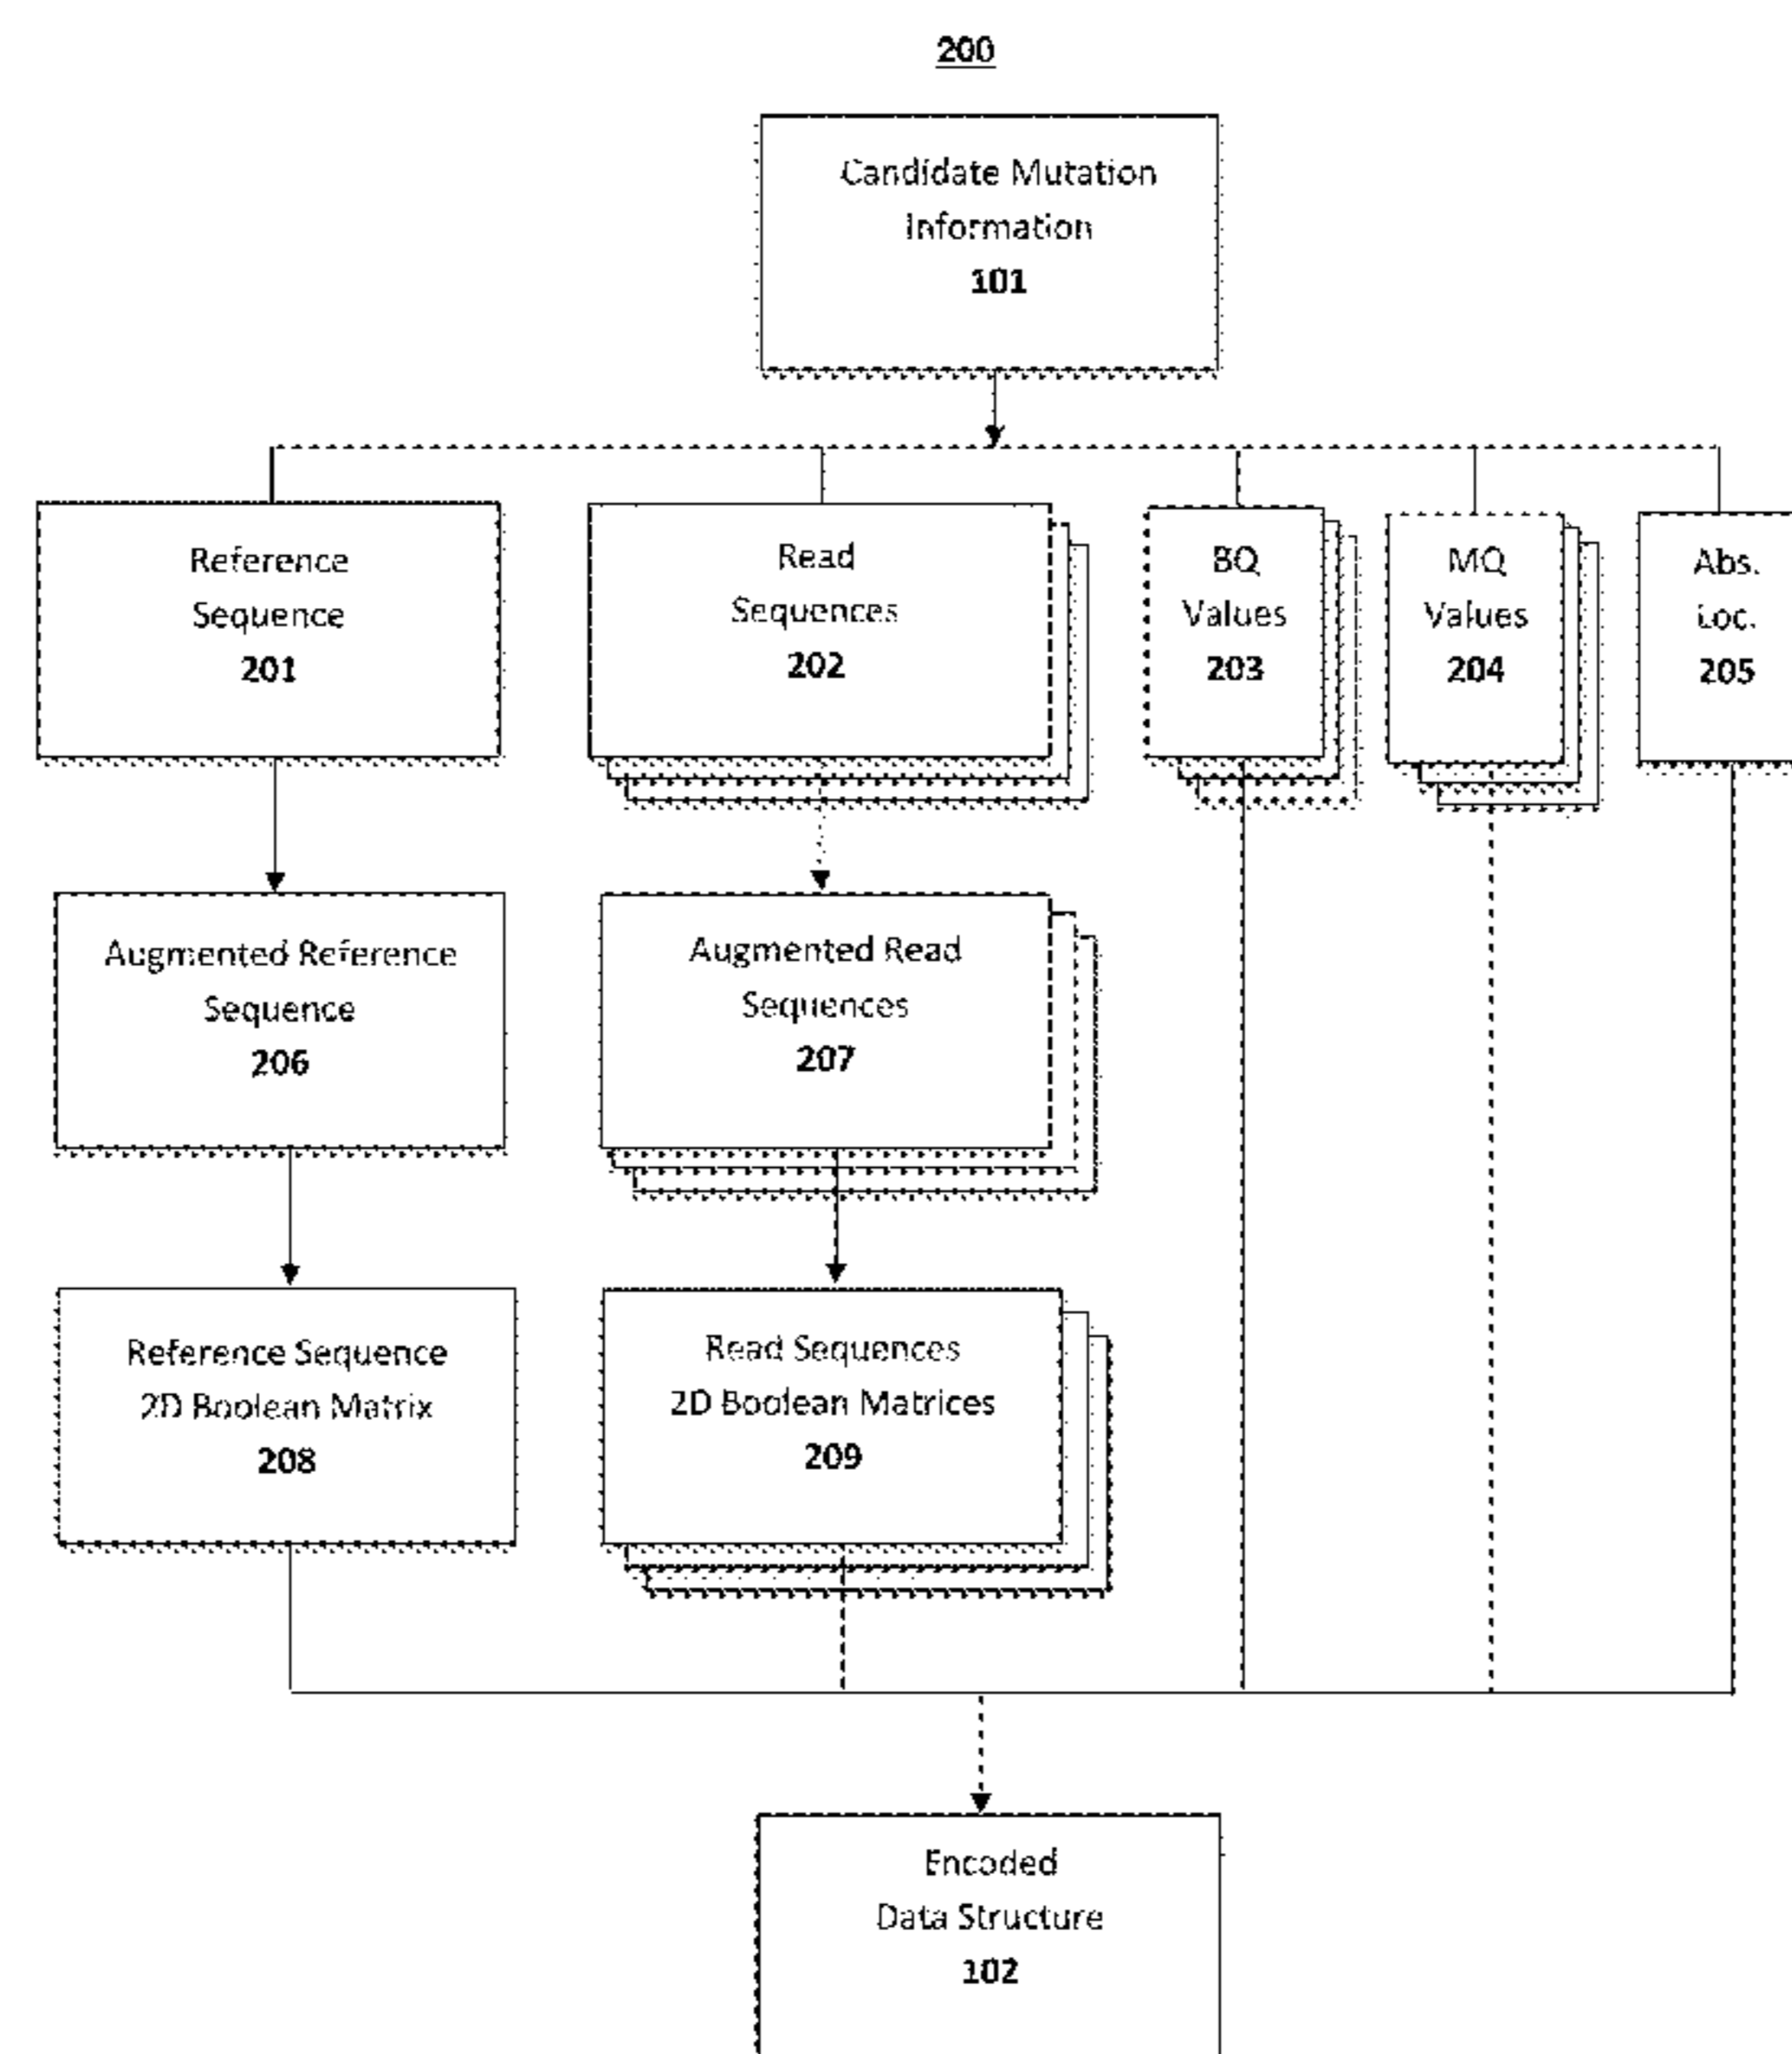 200
Candidate Mutation
Information
101
Reference
Sequence
201
Read
Sequences
202
BQ
Values
203
MQ
Values
204
Abs.
Loc.
205
Augmented Reference
Sequence
206
Augmented Read
Sequences
207
Reference Sequence
2D Boolean Matrix
208
Read Sequences
2D Boolean Matrices
209
Encoded
Data Structure
102